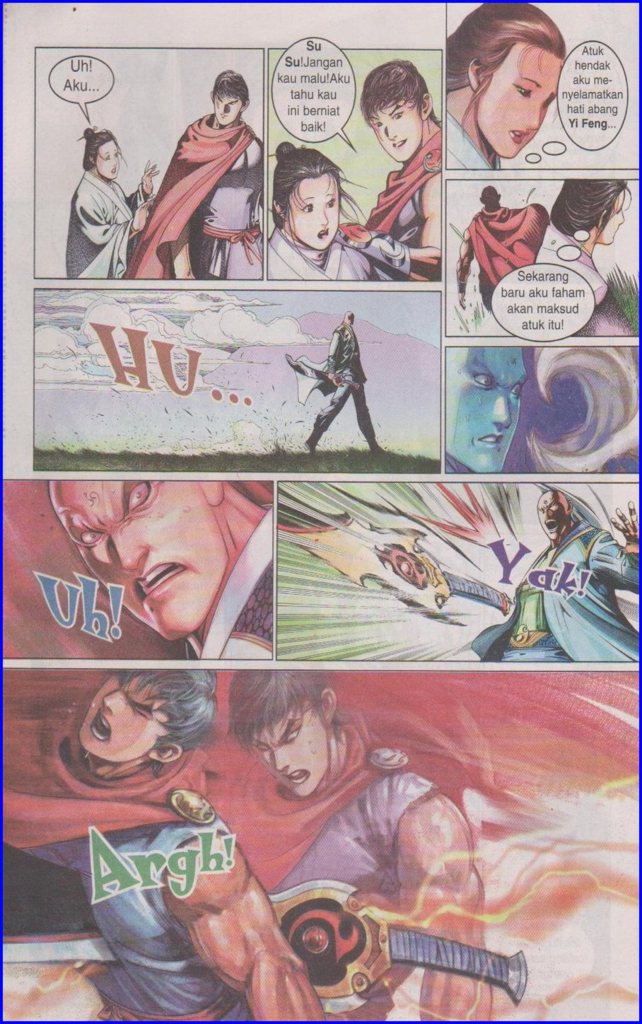 Uh!
Aku...
Su
Su!Jangan
kau malu!Aku
tahu kau
ini berniat
baik!
Atuk
hendak
aku me-
nyelamatkan
hati abang
Yi Feng...
Sekarang
baru aku faham
akan maksud
atuk itu!
HU...
Uh!
Yak!
Argh!